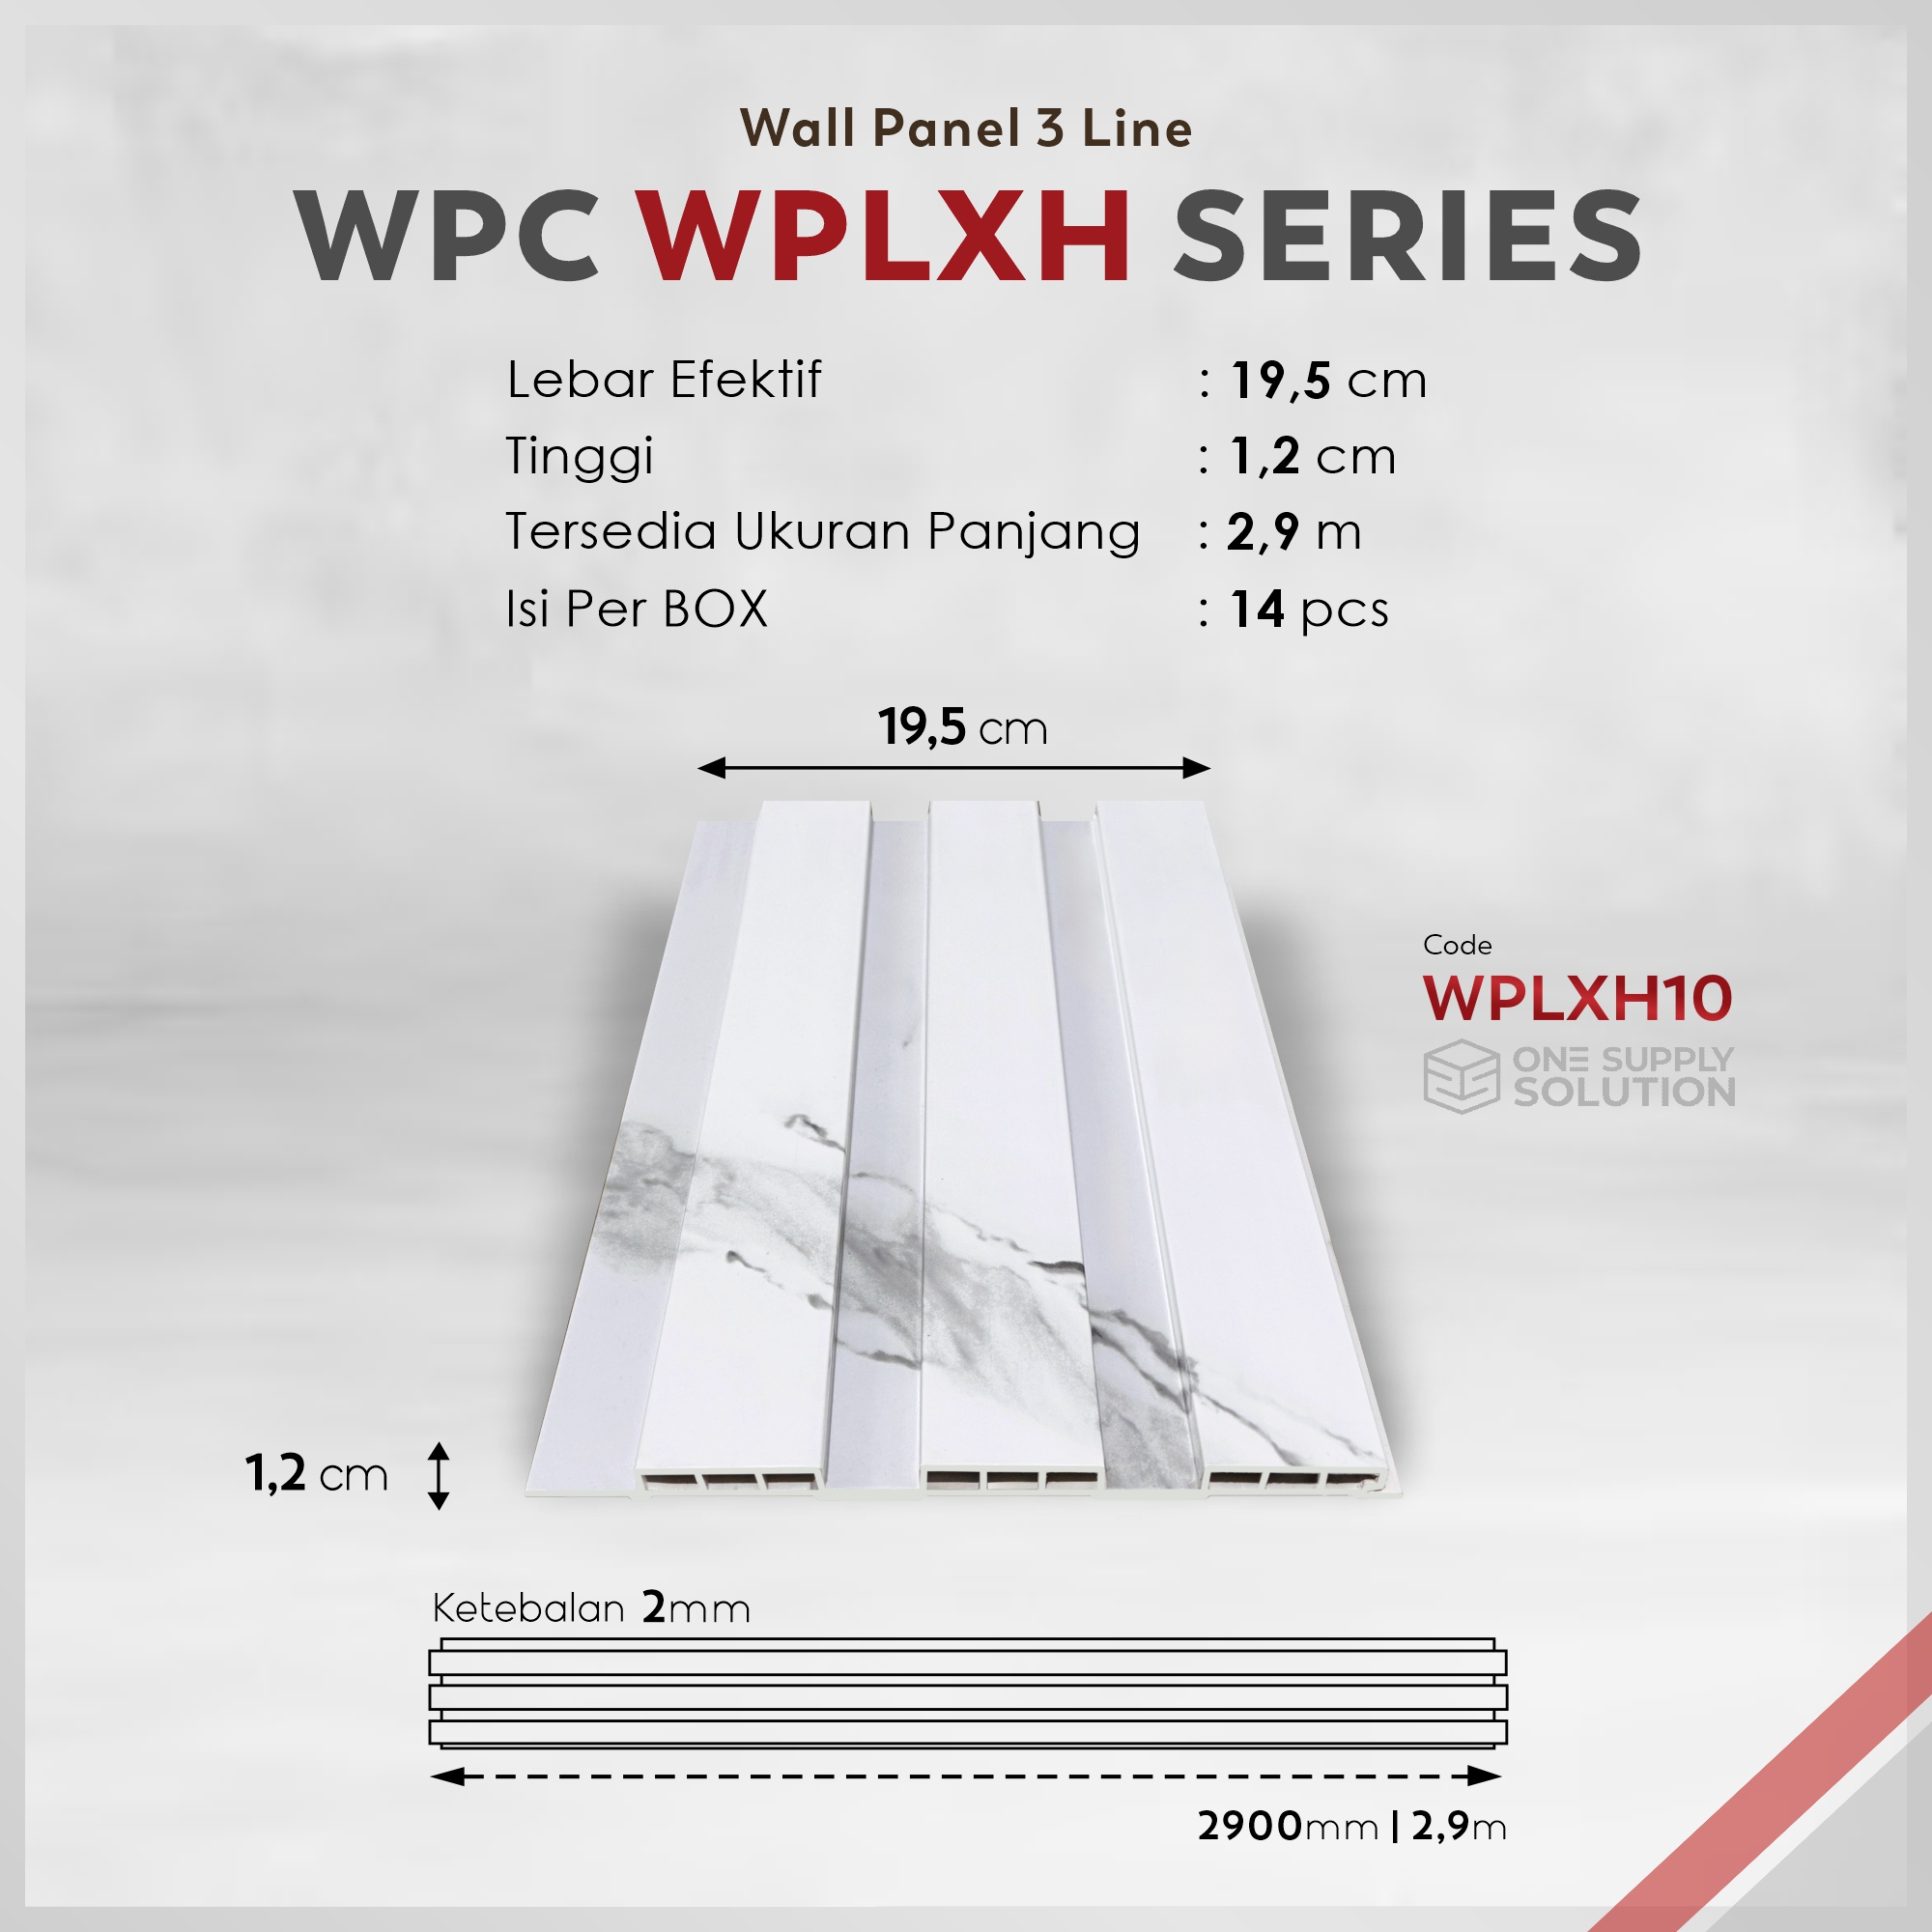 Wall Panel 3 Line
WPC WPLXH SERIES
Lebar Efektif : 19,5 cm
Tinggi : 1,2 cm
Tersedia Ukuran Panjang : 2,9 m
Isi Per BOX : 14 pcs
19,5 cm
Code
WPLXH10
ONE SUPPLY
SOLUTION
1,2 cm
Ketebalan 2mm
2900mm | 2,9m